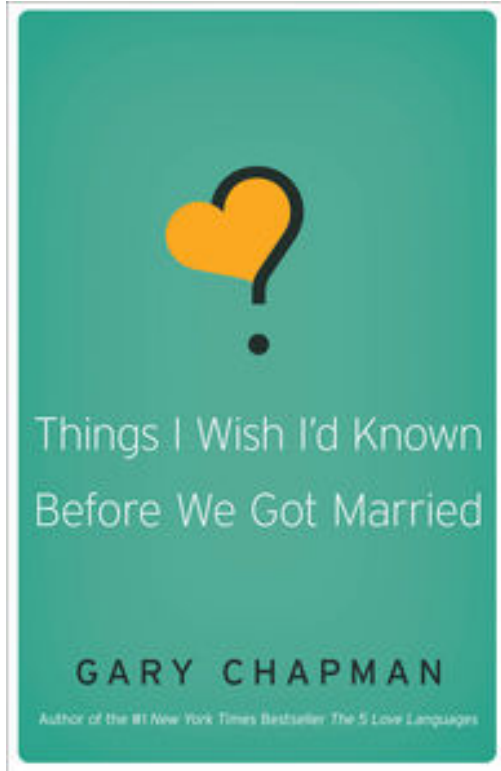 Things I Wish I'd Known
Before We Got Married
GARY CHAPMAN
Author of the #1 New York Times Bestseller The 5 Love Languages